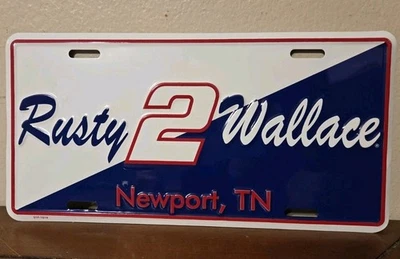 Rusty 2 Wallace
Newport, TN